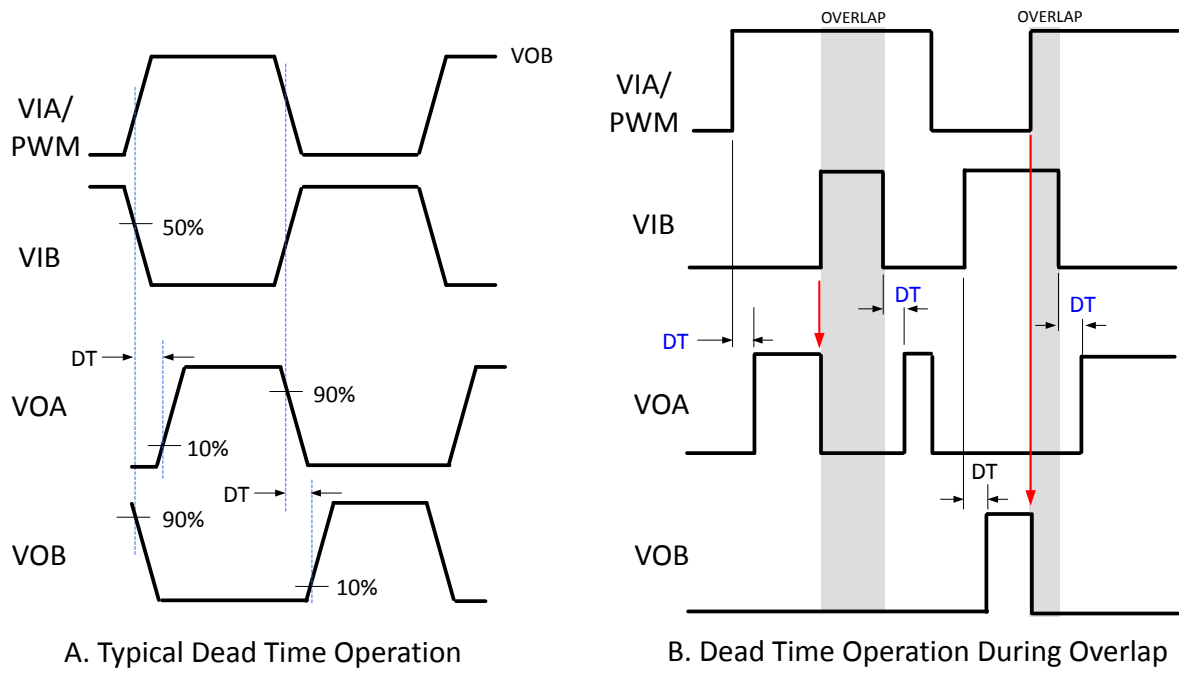 VOB
VIA/
PWM
50%
VIB
DT
VOA
90%
10%
DT
90%
VOB
10%
A. Typical Dead Time Operation
OVERLAP
OVERLAP
VIA/
PWM
VIB
DT
DT
DT
VOA
DT
VOB
B. Dead Time Operation During Overlap